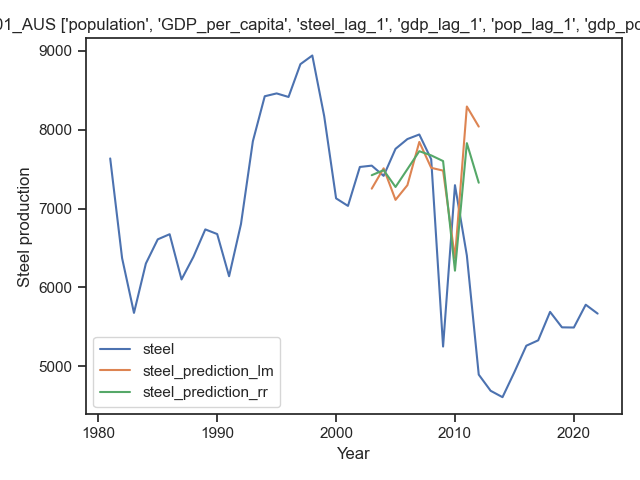 01_AUS ['population', 'GDP_per_capita', 'steel_lag_1', 'gdp_lag_1', 'pop_lag_1', 'gdp_po
9000
8000
7000
6000
5000
Steel production
steel
steel_prediction_lm
steel_prediction_rr
1980 1990 2000 2010 2020
Year